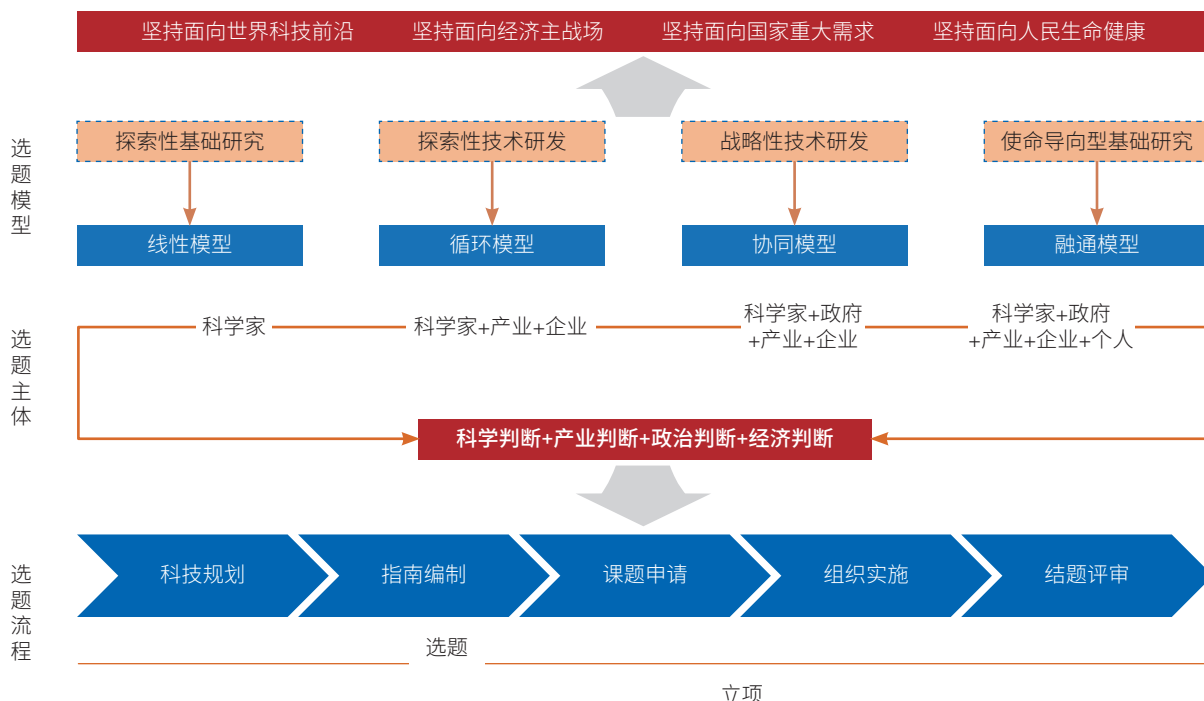 坚持面向世界科技前沿 坚持面向经济主战场 坚持面向国家重大需求 坚持面向人民生命健康
选题模型
探索性基础研究 探索性技术研发 战略性技术研发 使命导向型基础研究
线性模型 循环模型 协同模型 融通模型
选题主体
科学家
科学家+产业+企业
科学家+政府
+产业+企业
科学家+政府
+产业+企业+个人
科学判断+产业判断+政治判断+经济判断
选题流程
科技规划 指南编制 课题申请 组织实施 结题评审
选题
立项